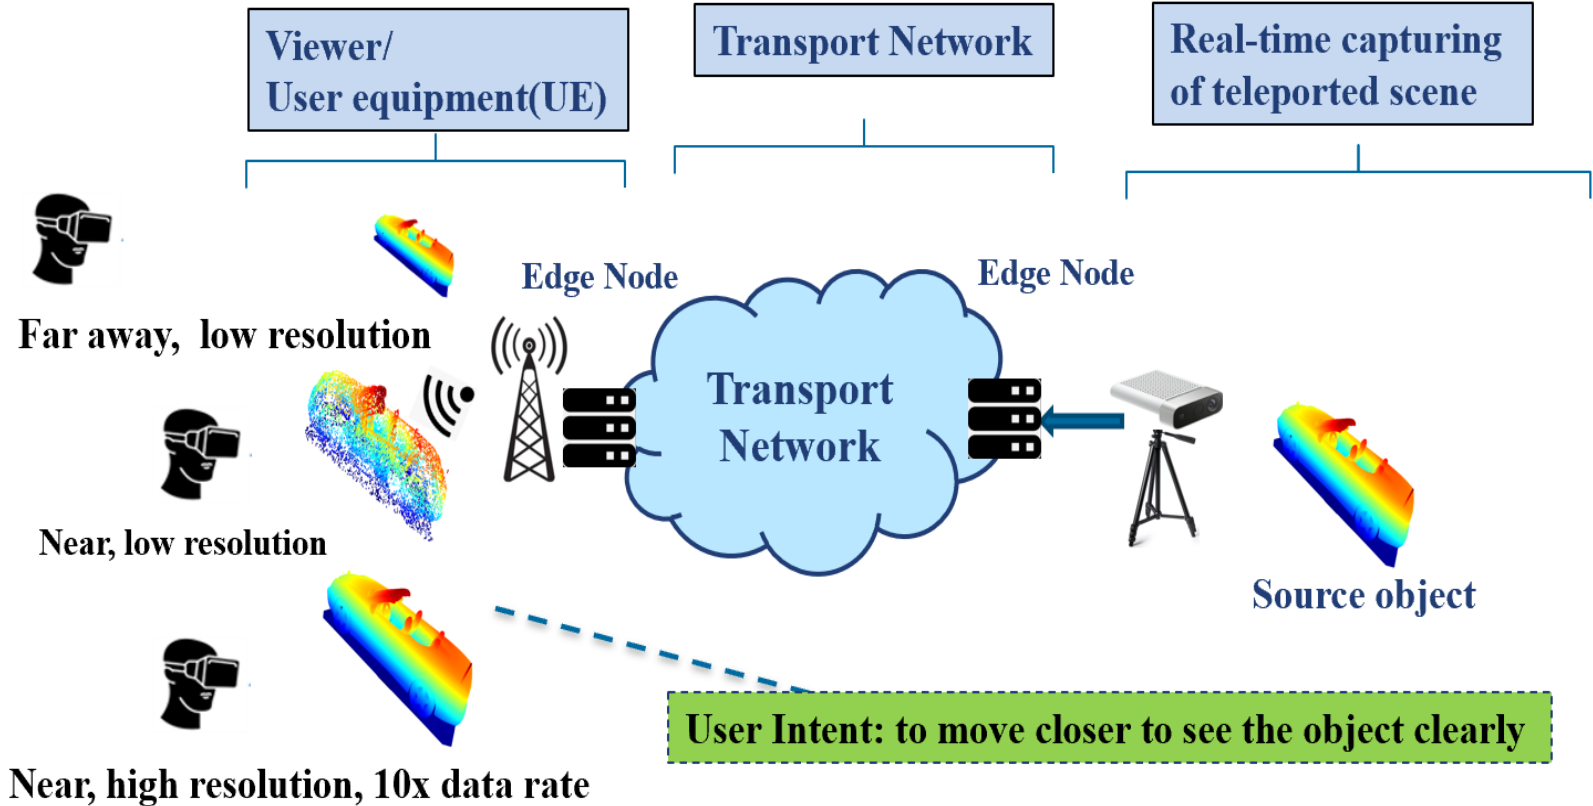 Viewer/
User equipment(UE)
Transport Network
Real-time capturing
of teleported scene
Edge Node
Edge Node
Far away, low resolution
Transport
Network
Near, low resolution
Source object
User Intent: to move closer to see the object clearly
Near, high resolution, 10x data rate